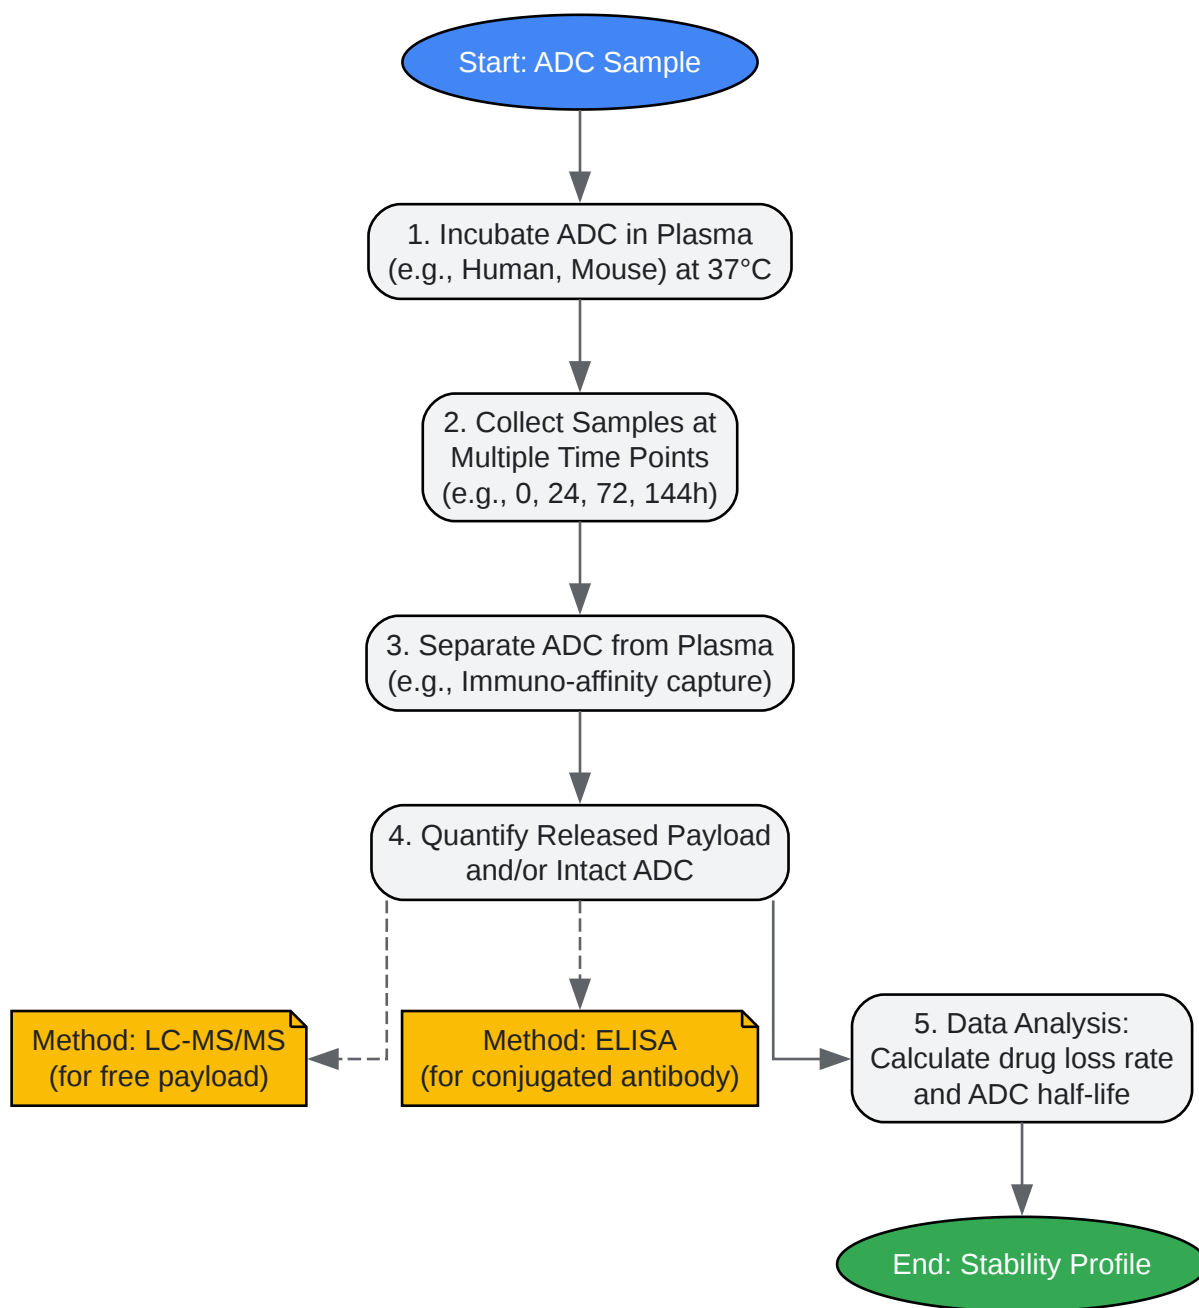 Start: ADC Sample
1. Incubate ADC in Plasma
(e.g., Human, Mouse) at 37°C
2. Collect Samples at
Multiple Time Points
(e.g., 0, 24, 72, 144h)
3. Separate ADC from Plasma
(e.g., Immuno-affinity capture)
4. Quantify Released Payload
and/or Intact ADC
Method: LC-MS/MS
(for free payload)
Method: ELISA
(for conjugated antibody)
5. Data Analysis:
Calculate drug loss rate
and ADC half-life
End: Stability Profile